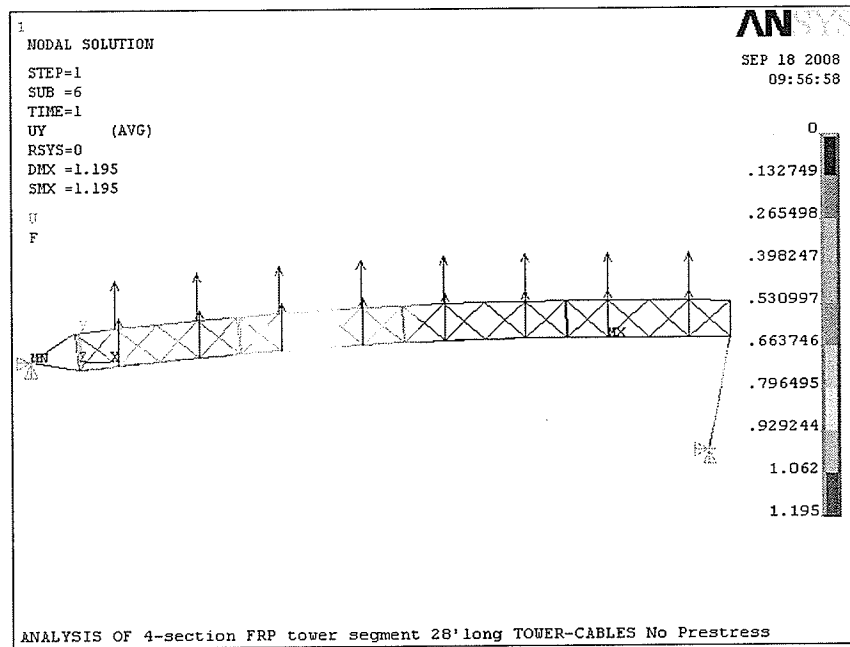 1
NODAL SOLUTION
STEP=1
SUB =6
TIME=1
UY (AVG)
RSYS=0
DMX =1.195
SMX =1.195
U
F
ANSYS
SEP 18 2008
09:56:58
0
.132749
.265498
.398247
.530997
.663746
.796495
.929244
1.062
1.195
Y
MN
Z X
MX
ANALYSIS OF 4-section FRP tower segment 28'long TOWER-CABLES No Prestress